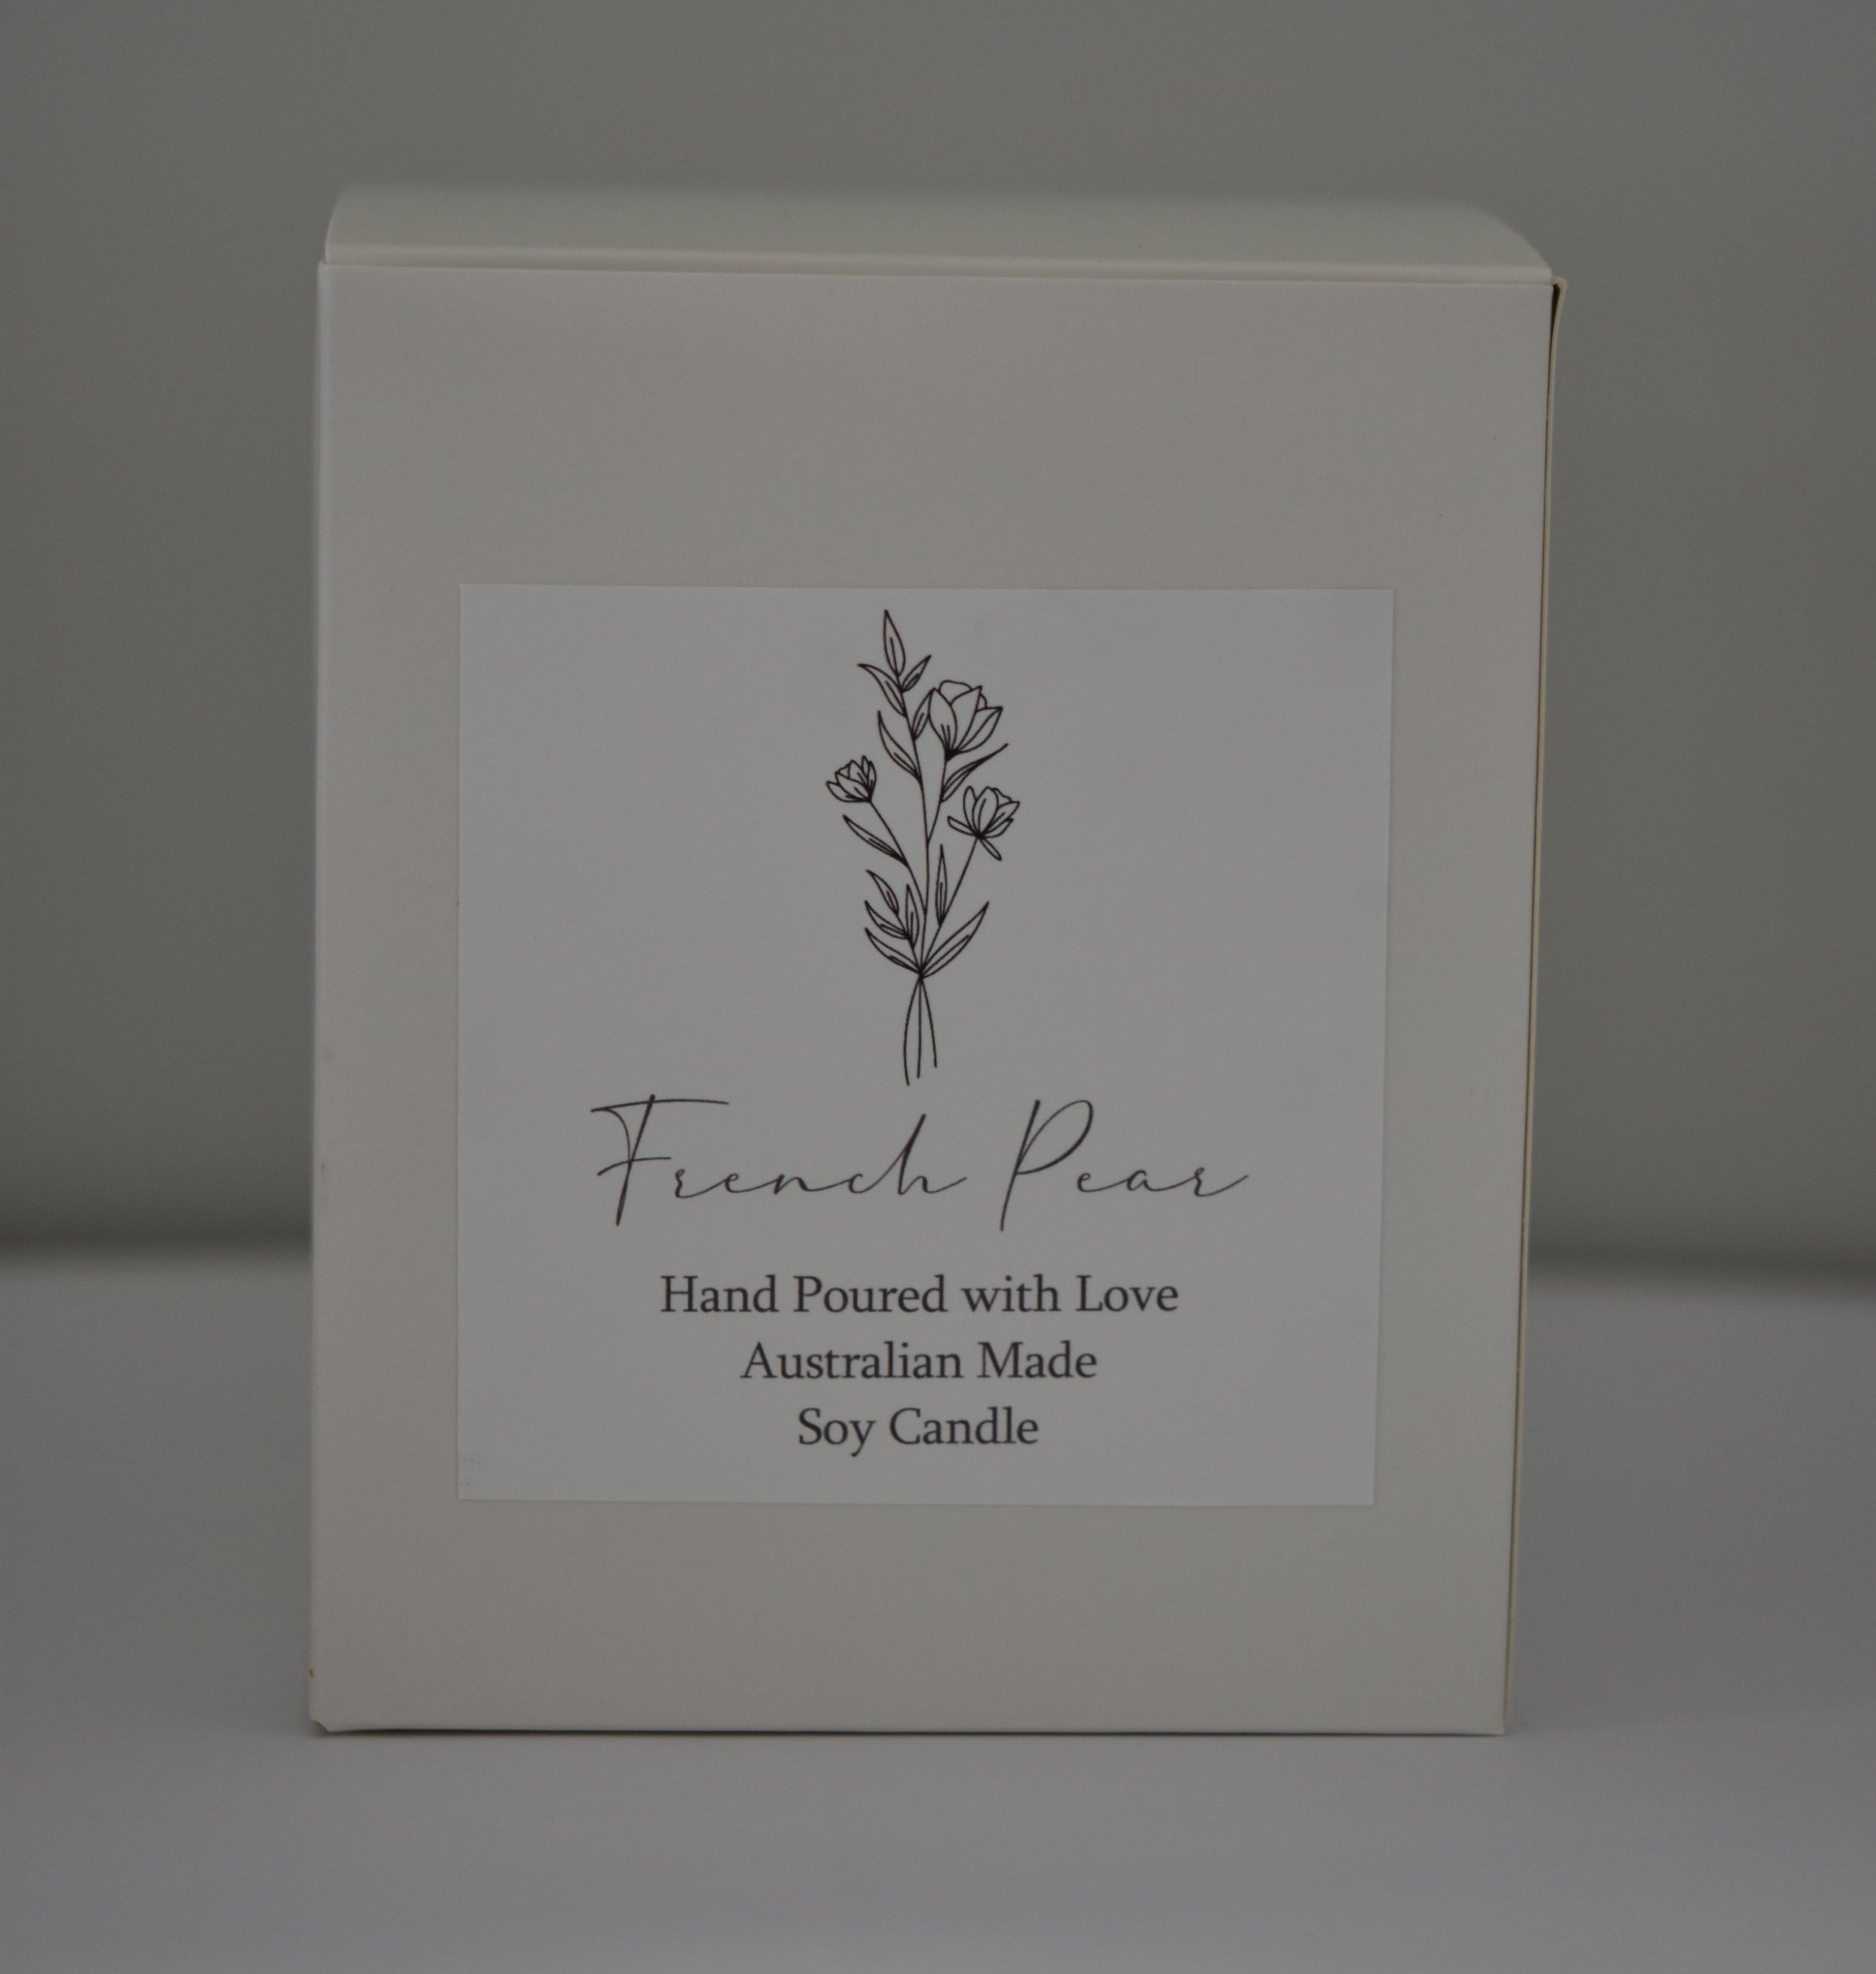 French Pear
Hand Poured with Love
Australian Made
Soy Candle